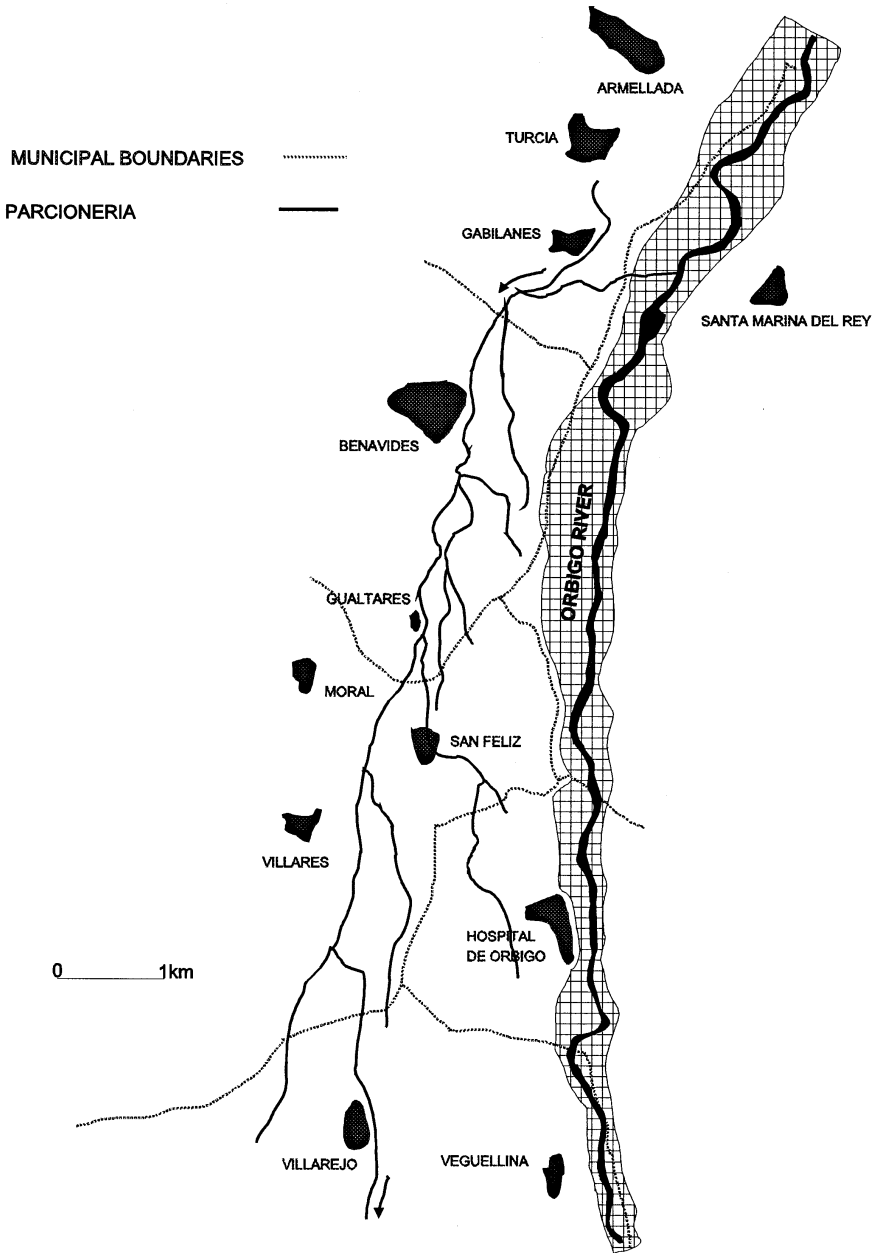 ARMELLADA
TURCIA
MUNICIPAL BOUNDARIES
PARCIONERIA
GABILANES
SANTA MARINA DEL REY
BENAVIDES
ORBIGO RIVER
GUALTARES
MORAL
SAN FELIZ
VILLARES
HOSPITAL
DE ORBIGO
0 1km
VILLAREJO
VEGUELLINA